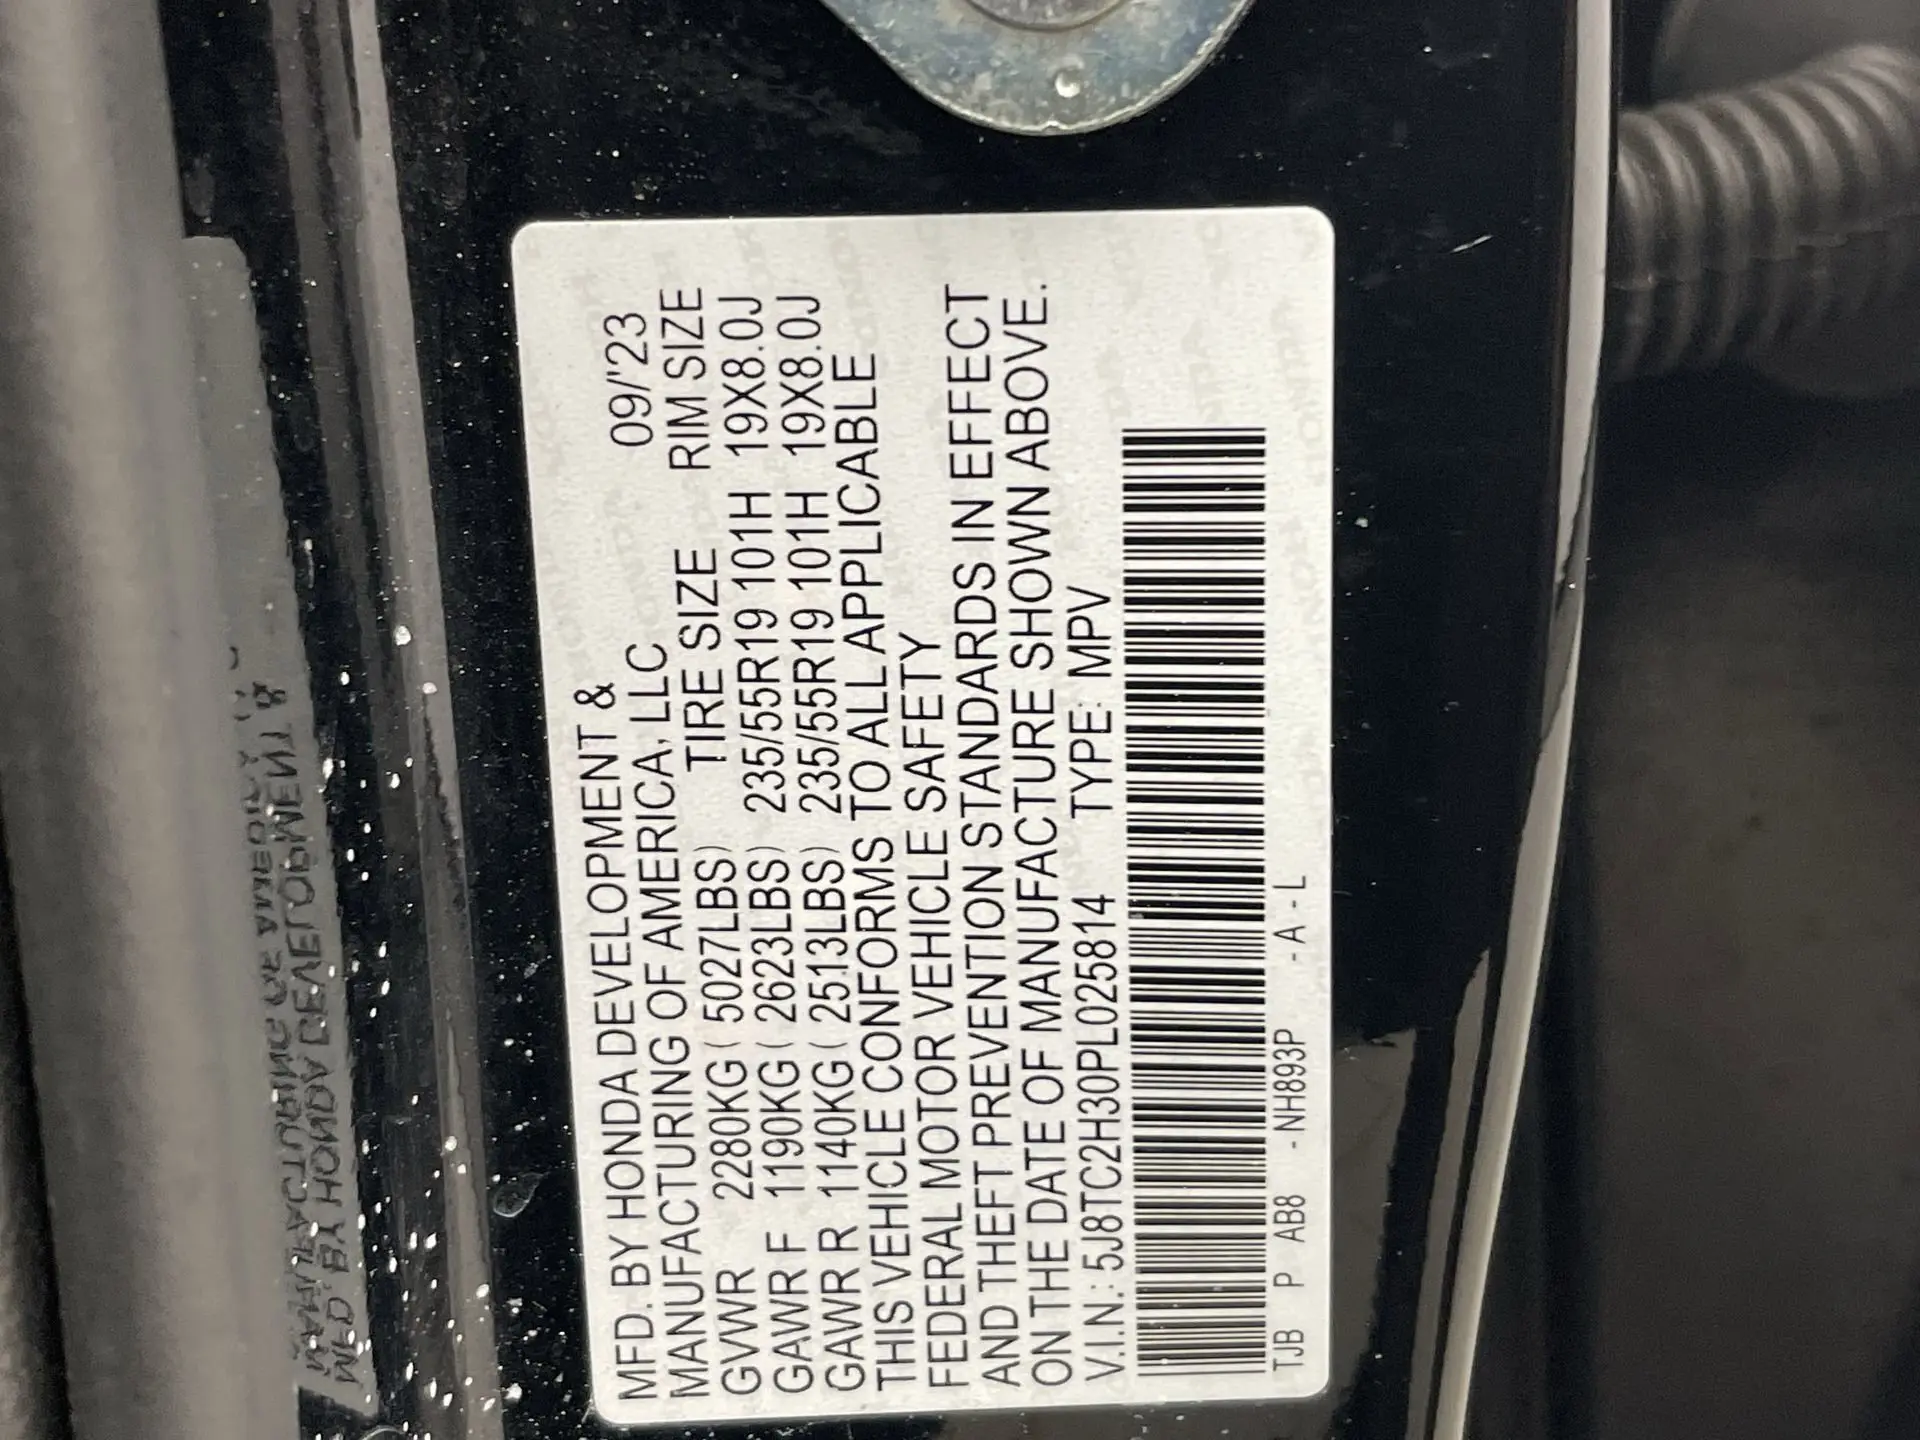 MFD. BY HONDA DEVELOPMENT &
MANUFACTURING OF AMERICA, LLC 09/'23
TIRE SIZE RIM SIZE
GVWR 2280KG ( 5027LBS) 235/55R19 101H 19X8.0J
GAWR F 1190KG ( 2623LBS) 235/55R19 101H 19X8.0J
GAWR R 1140KG ( 2513LBS)
THIS VEHICLE CONFORMS TO ALL APPLICABLE
FEDERAL MOTOR VEHICLE SAFETY
AND THEFT PREVENTION STANDARDS IN EFFECT
ON THE DATE OF MANUFACTURE SHOWN ABOVE.
V.I.N.: 5J8TC2H30PL025814 TYPE: MPV
TJB P AB8 -NH893P -A-L
HONDA